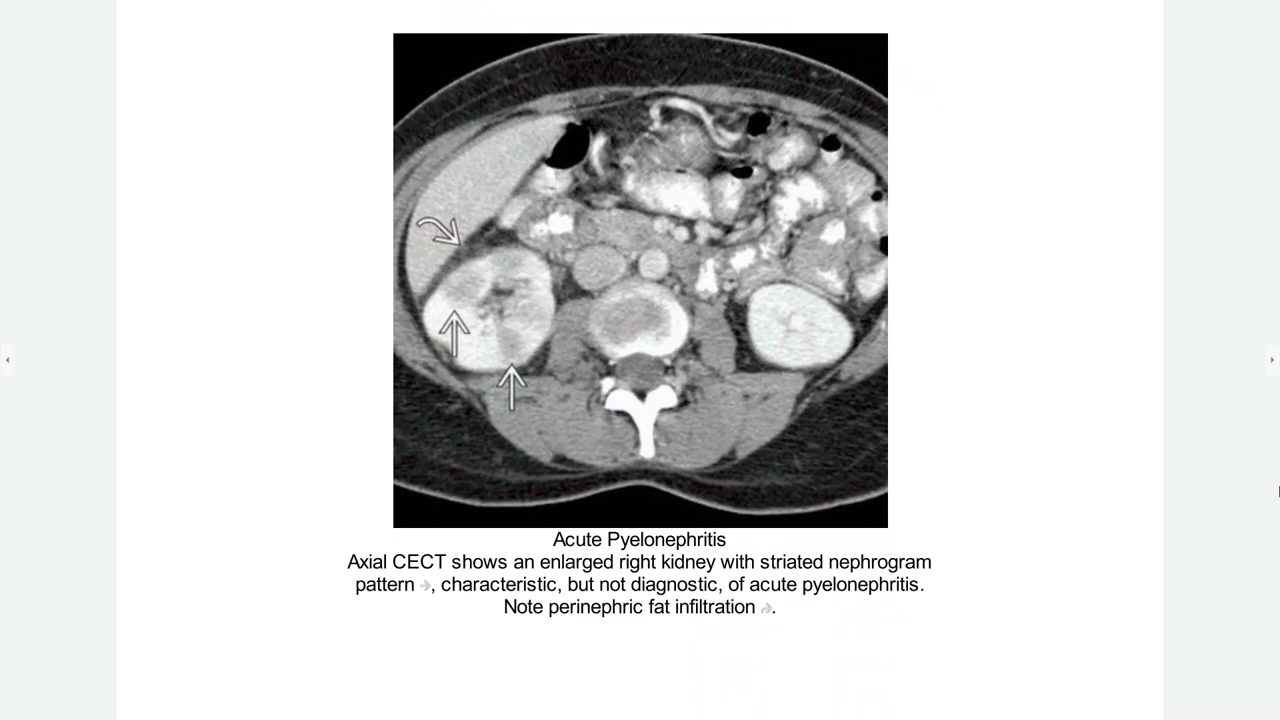 Acute Pyelonephritis
Axial CECT shows an enlarged right kidney with striated nephrogram
pattern , characteristic, but not diagnostic, of acute pyelonephritis.
Note perinephric fat infiltration .